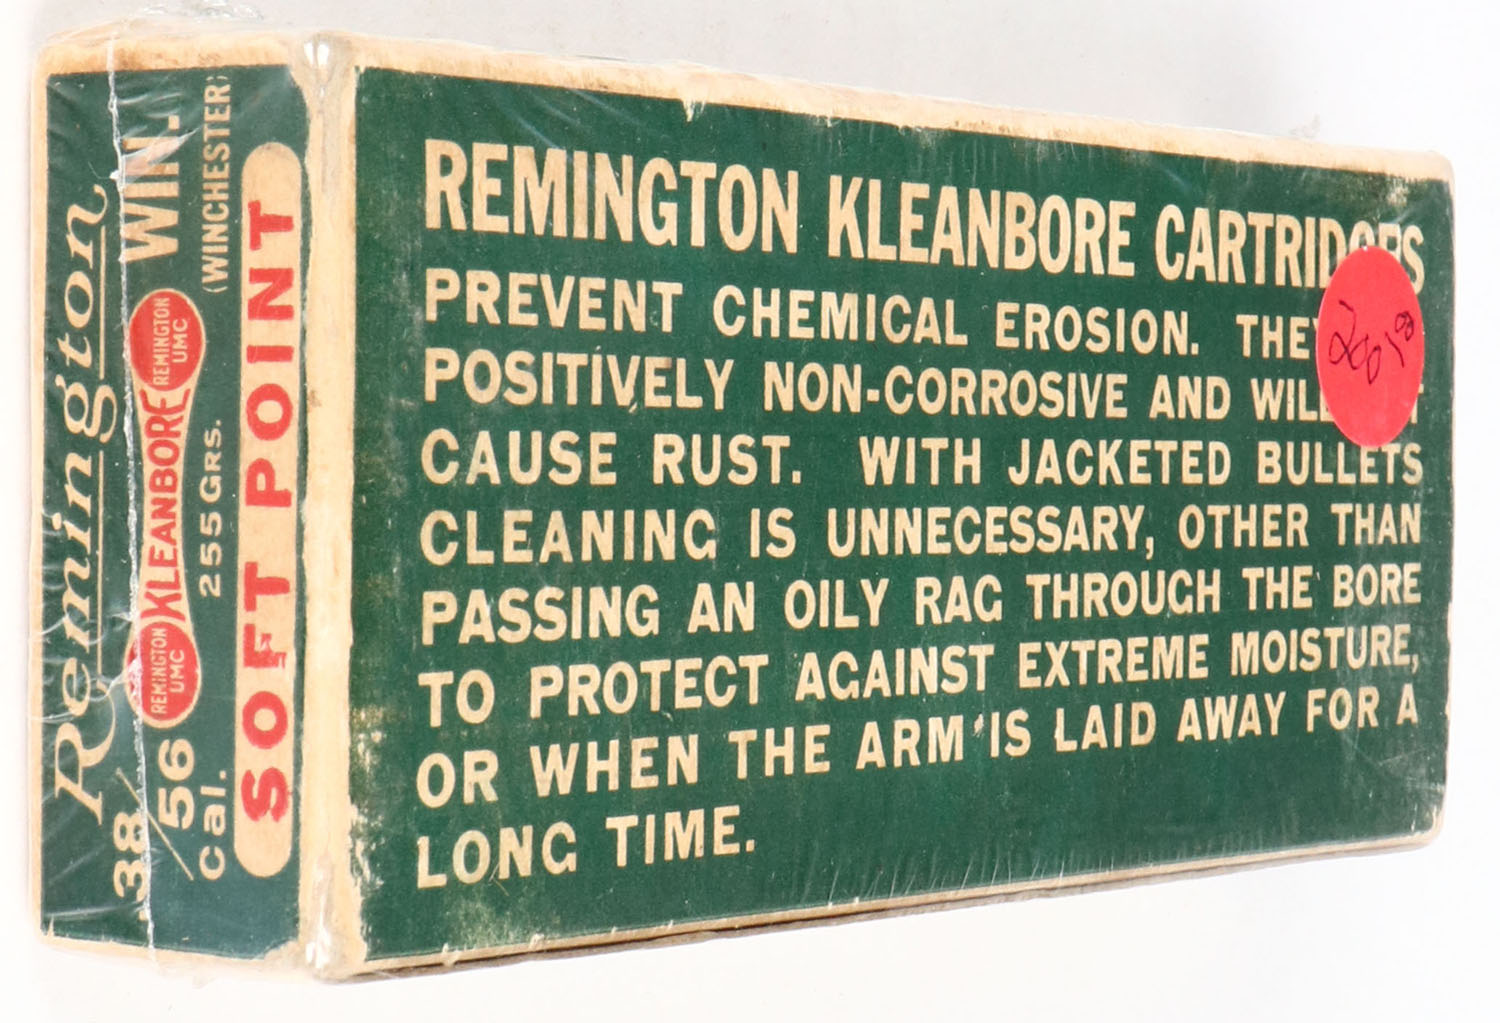 Remington
38/56 WIN.
Cal. (WINCHESTER)
REMINGTON UMC KLEANBORE REMINGTON UMC
255 Grs.
SOFT POINT
REMINGTON KLEANBORE CARTRIDGES
PREVENT CHEMICAL EROSION. THEY
POSITIVELY NON-CORROSIVE AND WILL
CAUSE RUST. WITH JACKETED BULLETS
CLEANING IS UNNECESSARY, OTHER THAN
PASSING AN OILY RAG THROUGH THE BORE
TO PROTECT AGAINST EXTREME MOISTURE,
OR WHEN THE ARM IS LAID AWAY FOR A
LONG TIME.